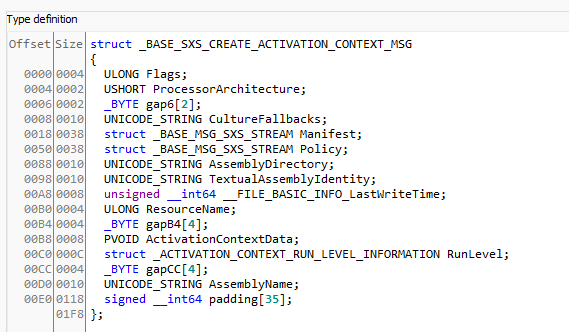 Type definition
Offset Size struct _BASE_SXS_CREATE_ACTIVATION_CONTEXT_MSG
{
0000 0004 ULONG Flags;
0004 0002 USHORT ProcessorArchitecture;
0006 0002 _BYTE gap6[2];
0008 0010 UNICODE_STRING CultureFallbacks;
0018 0038 struct _BASE_MSG_SXS_STREAM Manifest;
0050 0038 struct _BASE_MSG_SXS_STREAM Policy;
0088 0010 UNICODE_STRING AssemblyDirectory;
0098 0010 UNICODE_STRING TextualAssemblyIdentity;
00A8 0008 unsigned __int64 __FILE_BASIC_INFO_LastWriteTime;
00B0 0004 ULONG ResourceName;
00B4 0004 _BYTE gapB4[4];
00B8 0008 PVOID ActivationContextData;
00C0 000C struct _ACTIVATION_CONTEXT_RUN_LEVEL_INFORMATION RunLevel;
00CC 0004 _BYTE gapCC[4];
00D0 0010 UNICODE_STRING AssemblyName;
00E0 0118 signed __int64 padding[35];
01F8 };